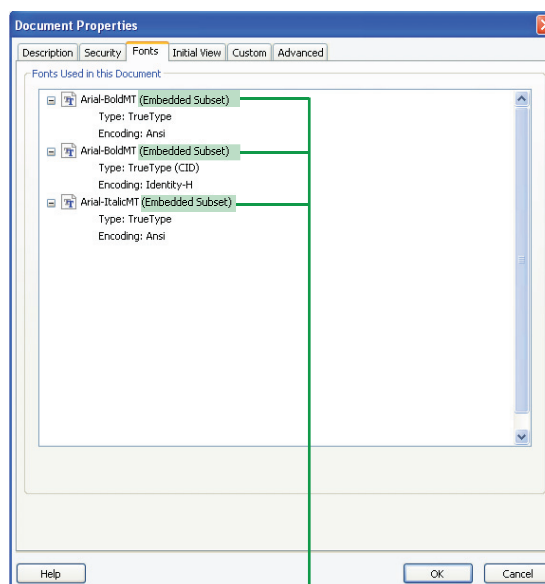 Document Properties
Description Security Fonts Initial View Custom Advanced
Fonts Used in this Document
Arial-BoldMT (Embedded Subset)
Type: TrueType
Encoding: Ansi
Arial-BoldMT (Embedded Subset)
Type: TrueType (CID)
Encoding: Identity-H
Arial-ItalicMT (Embedded Subset)
Type: TrueType
Encoding: Ansi
Help OK Cancel